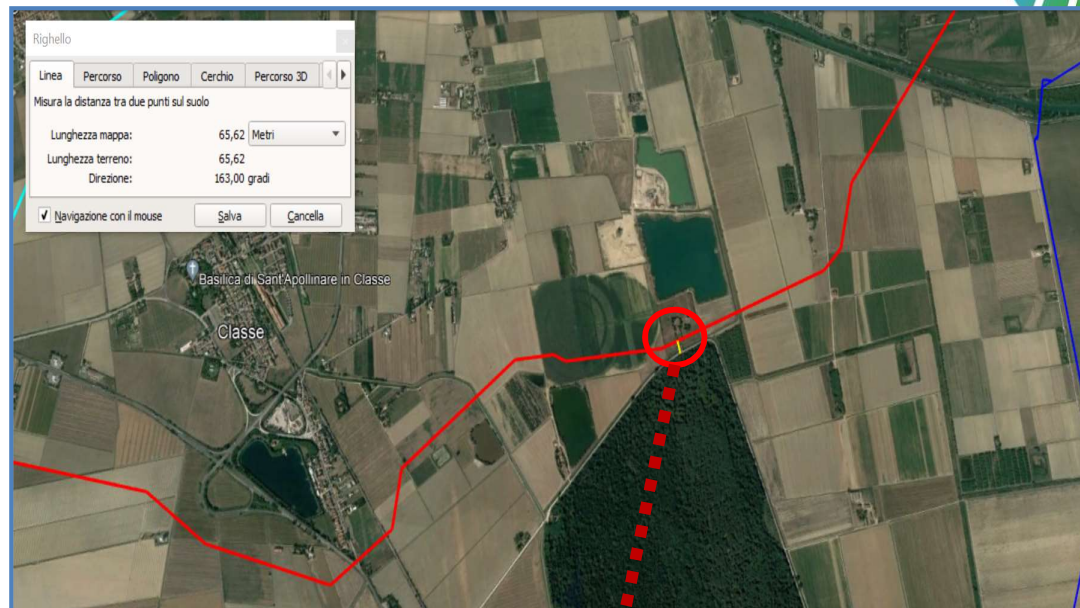 Righello
Linea
Percorso
Poligono
Cerchio
Percorso 3D
Misura la distanza tra due punti sul suolo
Lunghezza mappa: 65,62 Metri
Lunghezza terreno: 65,62
Direzione: 163,00 gradi
Navigazione con il mouse
Salva
Cancella
Basilica di Sant'Apollinare in Classe
Classe